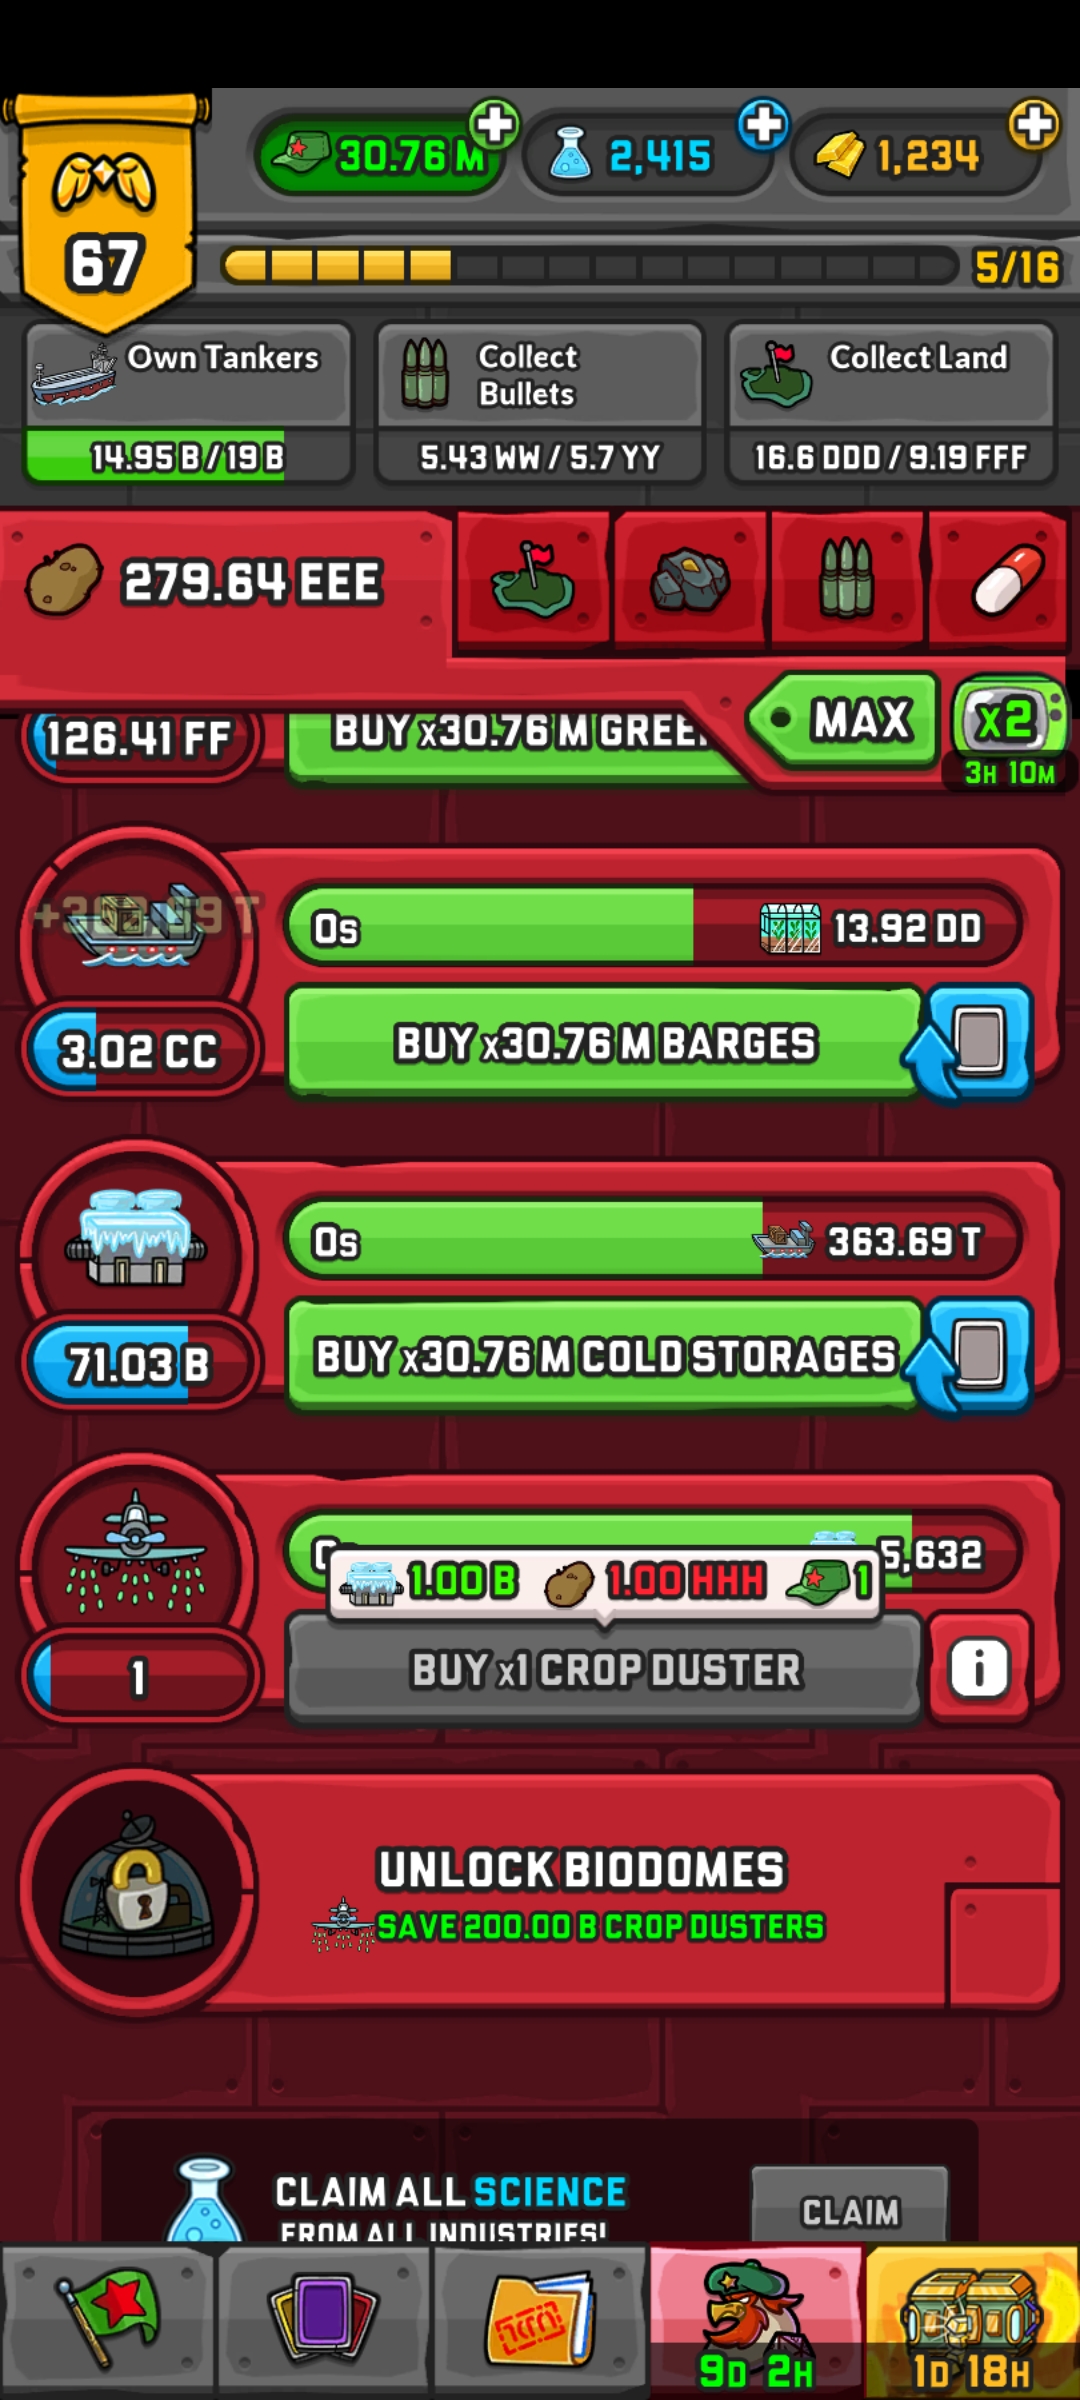 30.76 M
2,415
1,234
67
5/16
Own Tankers
14.95 B / 19 B
Collect
Bullets
5.43 WW / 5.7 YY
Collect Land
16.6 DDD / 9.19 FFF
279.64 EEE
MAX
x2
3H 10M
126.41 FF
BUY x30.76 M
0s
13.92 DD
3.02 CC
BUY x30.76 M BARGES
0s
363.69 T
71.03 B
BUY x30.76 M COLD STORAGES
5,632
1.00 B
1.00 HHH
1
1
BUY x1 CROP DUSTER
i
UNLOCK BIODOMES
SAVE 200.00 B CROP DUSTERS
CLAIM ALL SCIENCE
FROM ALL INDUSTRIES!
CLAIM
9D 2H
1D 18H